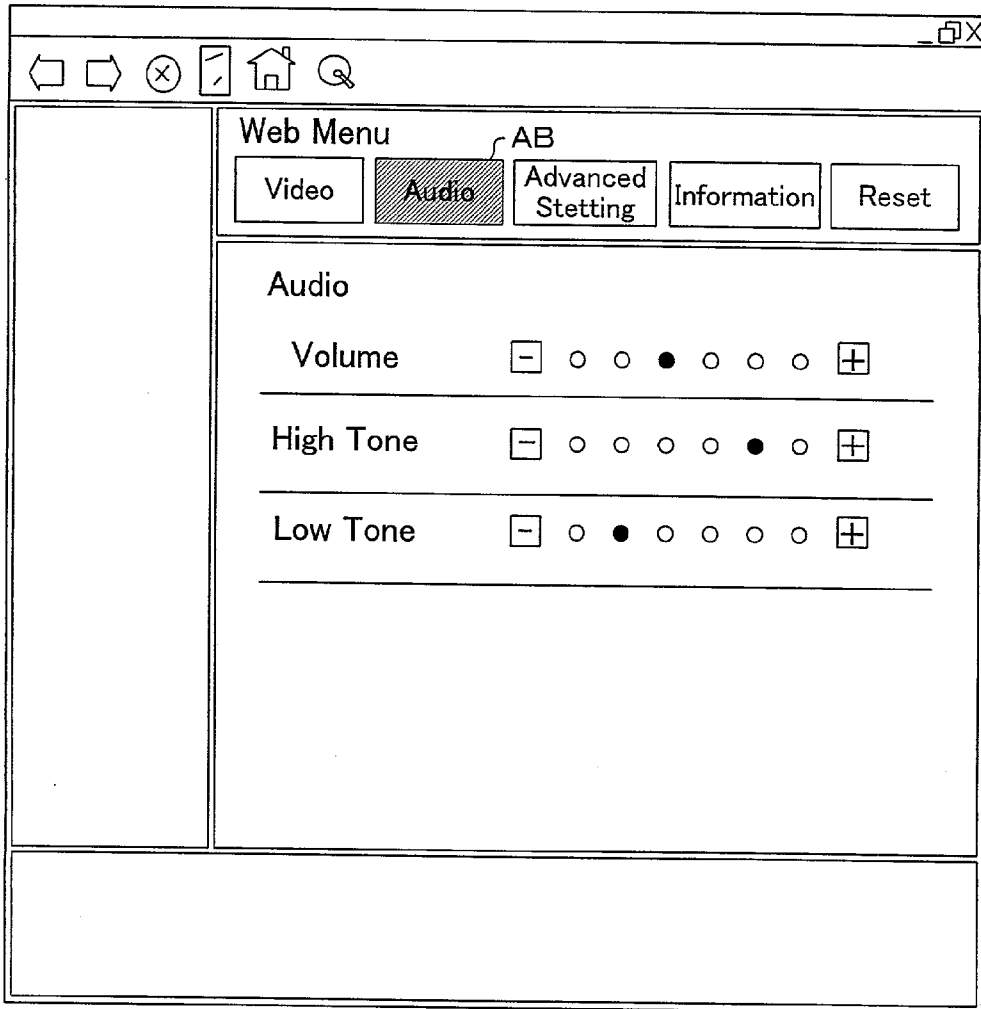 Web Menu
AB
Video
Audio
Advanced
Stetting
Information
Reset
Audio
Volume
High Tone
Low Tone